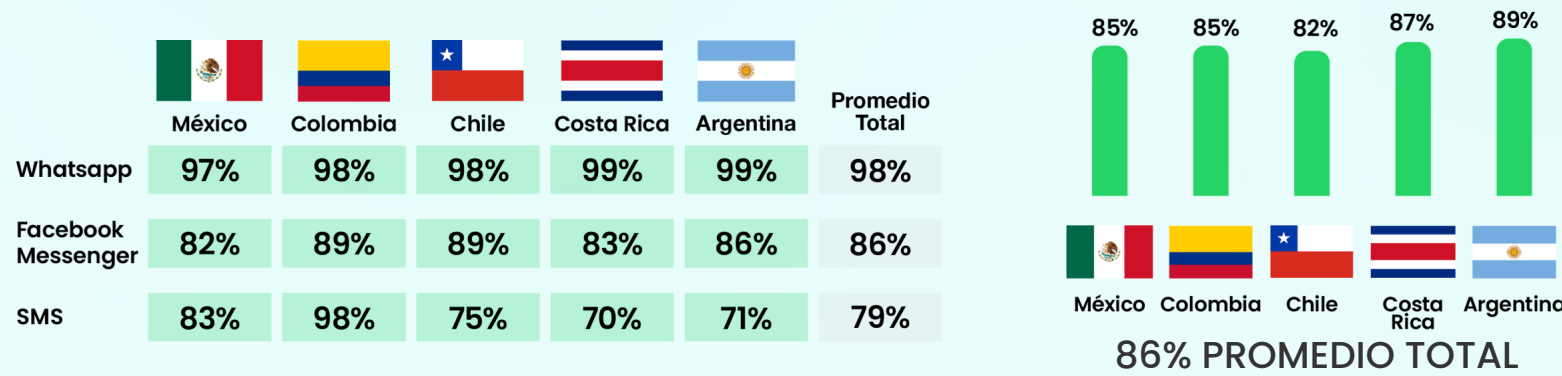 México Colombia Chile Costa Rica Argentina Promedio Total
Whatsapp 97% 98% 98% 99% 99% 98%
Facebook Messenger 82% 89% 89% 83% 86% 86%
SMS 83% 98% 75% 70% 71% 79%
85% 85% 82% 87% 89%
México Colombia Chile Costa Rica Argentina
86% PROMEDIO TOTAL